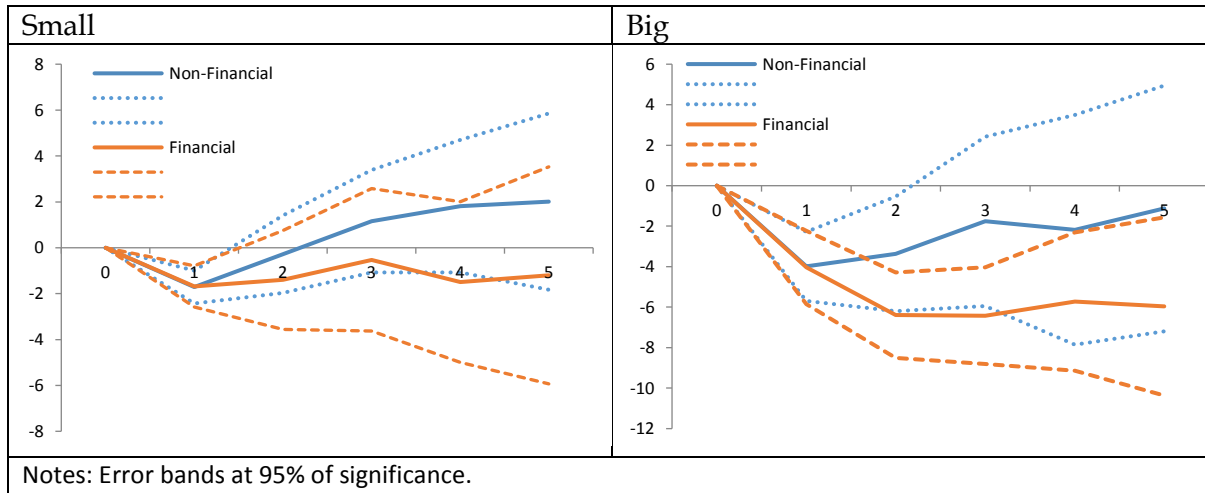 Small
Big
8
6
4
2
0
-2
-4
-6
-8
Non-Financial
Financial
0 1 2 3 4 5
6
4
2
0
-2
-4
-6
-8
-10
-12
Non-Financial
Financial
0 1 2 3 4 5
Notes: Error bands at 95% of significance.